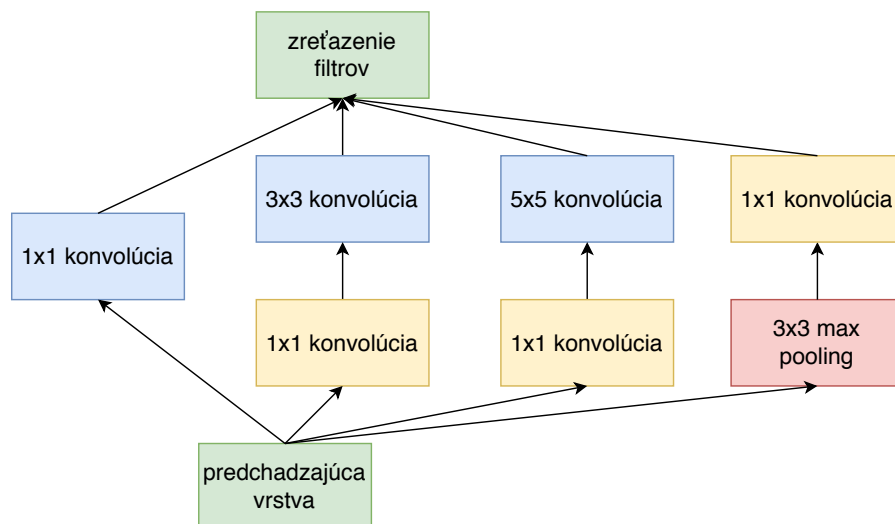 zreťazenie
filtrov
3x3 konvolúcia
5x5 konvolúcia
1x1 konvolúcia
1x1 konvolúcia
1x1 konvolúcia
1x1 konvolúcia
3x3 max
pooling
predchadzajúca
vrstva